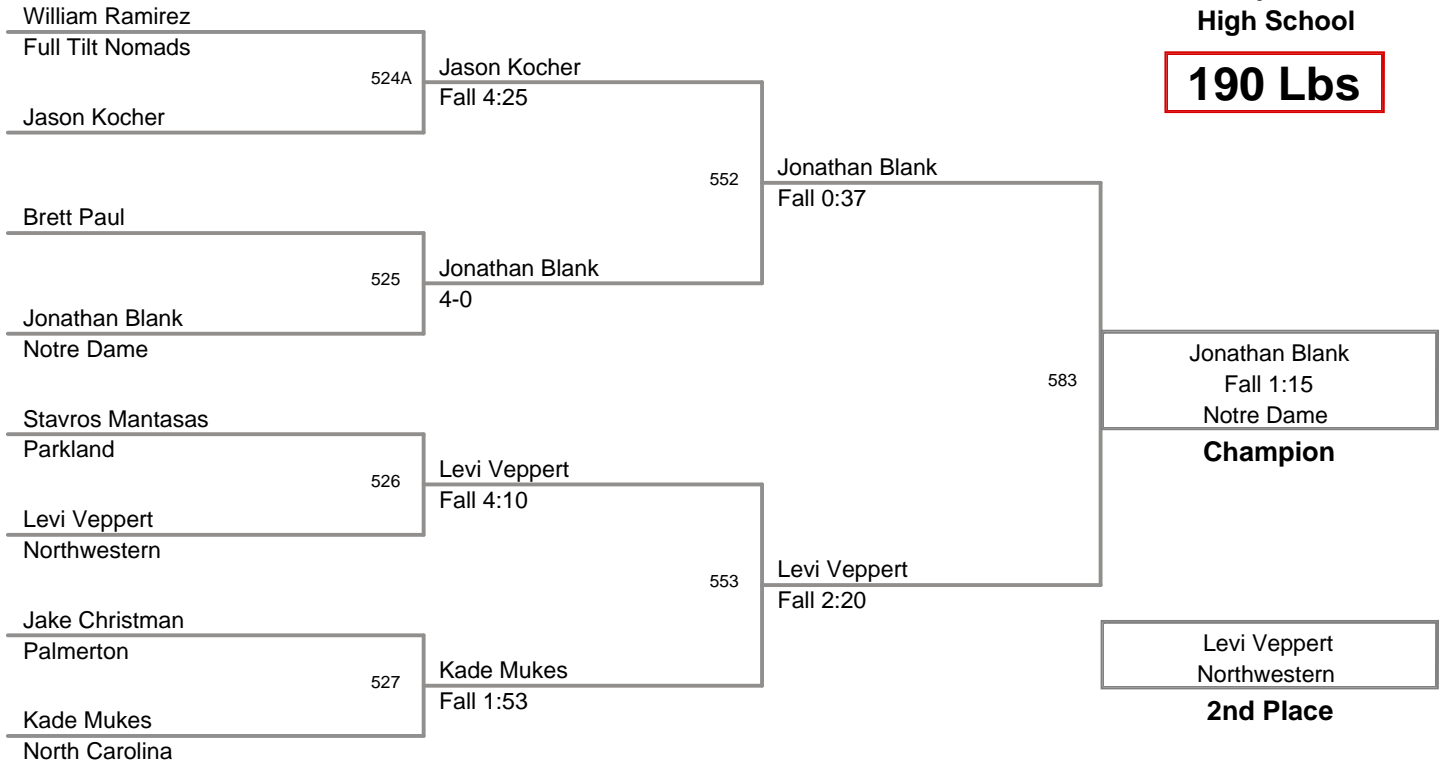 High School
190 Lbs
William Ramirez
Full Tilt Nomads
524A
Jason Kocher
Fall 4:25
Jason Kocher
552
Jonathan Blank
Fall 0:37
Brett Paul
525
Jonathan Blank
4-0
Jonathan Blank
Notre Dame
583
Jonathan Blank
Fall 1:15
Notre Dame
Champion
Stavros Mantasas
Parkland
526
Levi Veppert
Fall 4:10
Levi Veppert
Northwestern
553
Levi Veppert
Fall 2:20
Jake Christman
Palmerton
527
Kade Mukes
Fall 1:53
Kade Mukes
North Carolina
Levi Veppert
Northwestern
2nd Place